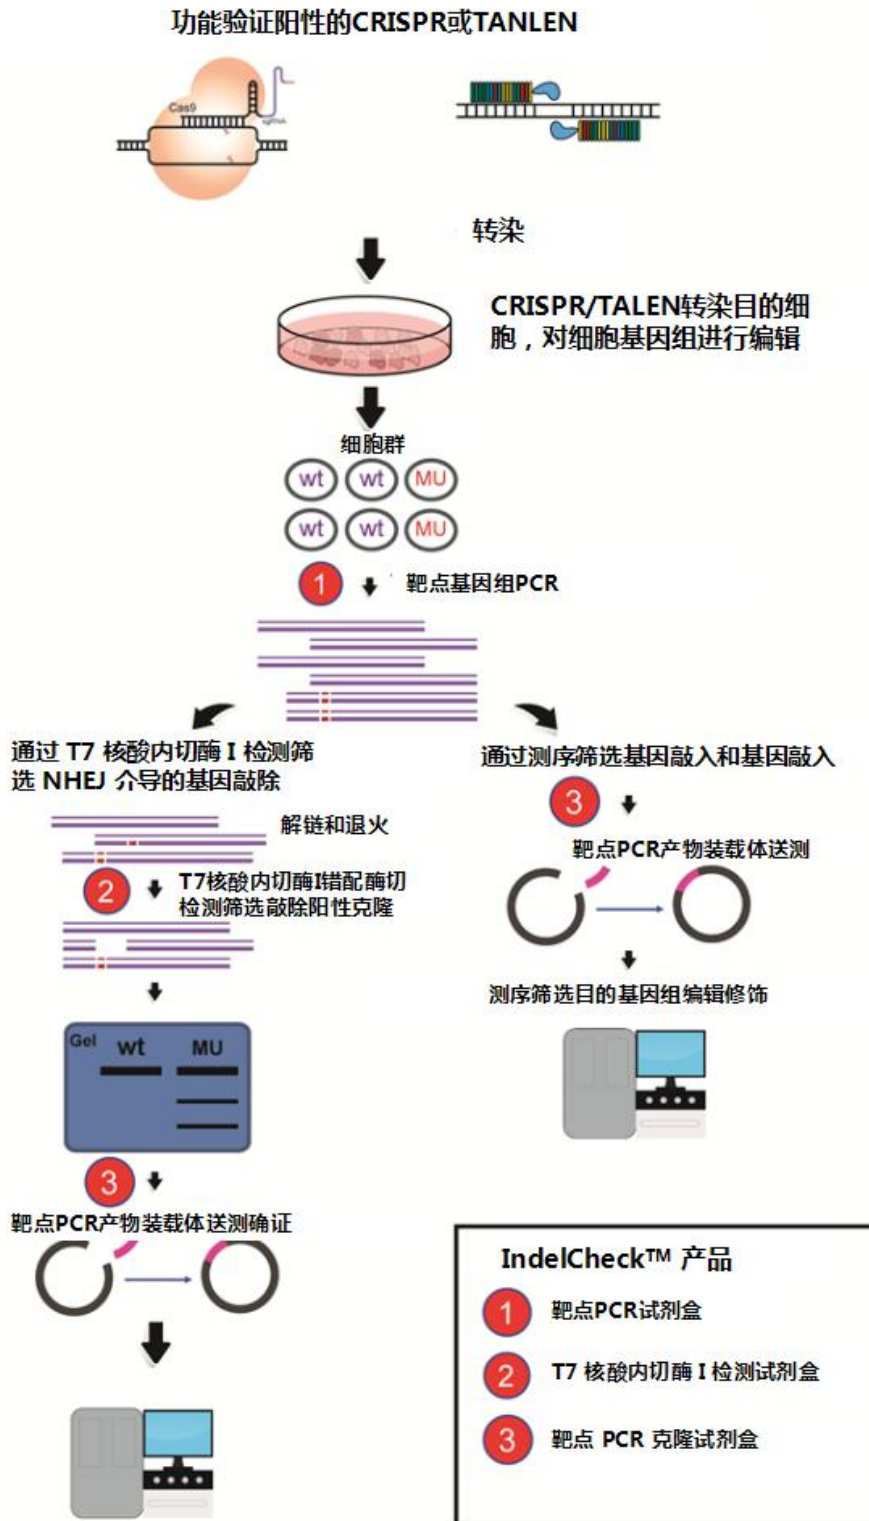 功能验证阳性的CRISPR或TANLEN
Cas9
sgRNA
转染
CRISPR/TALEN转染目的细
胞，对细胞基因组进行编辑
细胞群
wt wt MU
wt wt MU
1 靶点基因组PCR
通过 T7 核酸内切酶 I 检测筛
选 NHEJ 介导的基因敲除
解链和退火
2 T7核酸内切酶I错配酶切
检测筛选敲除阳性克隆
Gel wt MU
3
靶点PCR产物装载体送测确证
通过测序筛选基因敲入和基因敲入
3
靶点PCR产物装载体送测
测序筛选目的基因组编辑修饰
IndelCheck™ 产品
1 靶点PCR试剂盒
2 T7 核酸内切酶 I 检测试剂盒
3 靶点 PCR 克隆试剂盒